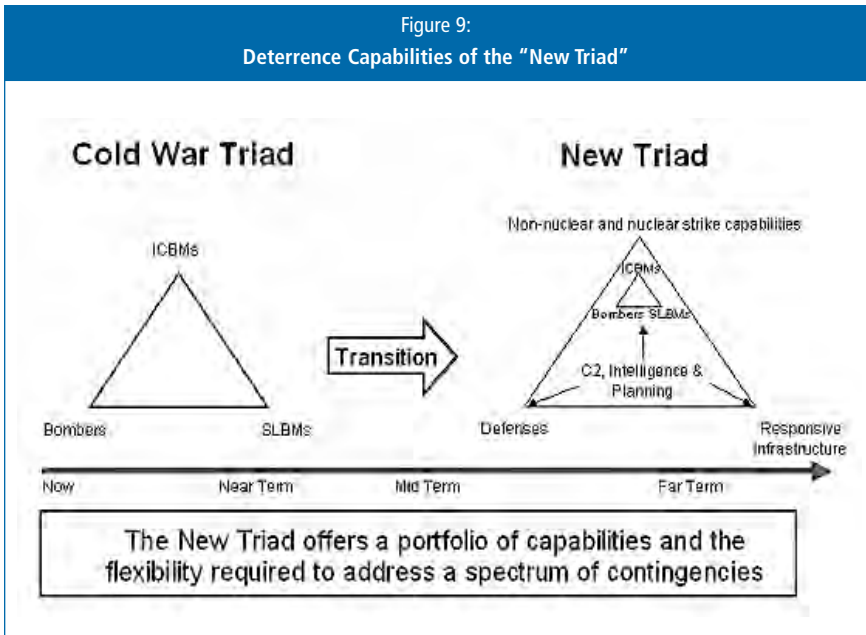 Figure 9:
Deterrence Capabilities of the “New Triad”
Cold War Triad
New Triad
ICBMs
Bombers
SLBMs
Transition
Non-nuclear and nuclear strike capabilities
ICBMs
Bombers SLBMs
C2, Intelligence &
Planning
Defenses
Responsive
Infrastructure
Now
Near Term
Mid Term
Far Term
The New Triad offers a portfolio of capabilities and the
flexibility required to address a spectrum of contingencies